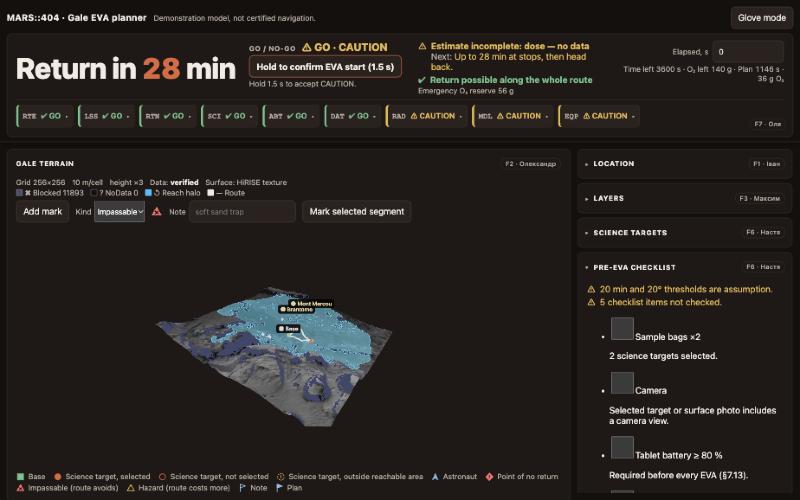 MARS::404 · Gale EVA planner Demonstration model, not certified navigation.
Glove mode
Return in 28 min
GO / NO-GO ⚠ GO · CAUTION
Hold to confirm EVA start (1.5 s)
Hold 1.5 s to accept CAUTION.
⚠ Estimate incomplete: dose — no data
Next: Up to 28 min at stops, then head
back.
✔ Return possible along the whole route
Emergency O₂ reserve 56 g
Elapsed, s 0
Time left 3600 s · O₂ left 140 g · Plan 1146 s ·
36 g O₂
RTE ✔ GO
LSS ✔ GO
RTN ✔ GO
SCI ✔ GO
ART ✔ GO
DAT ✔ GO
RAD ⚠ CAUTION
MDL ⚠ CAUTION
EQP ⚠ CAUTION
F7 · Оля
GALE TERRAIN
F2 · Олександр
Grid 256×256 10 m/cell height ×3 Data: verified Surface: HiRISE texture
✖ Blocked 11893 ? NoData 0 Reach halo — Route
Add mark
Kind Impassable
Note soft sand trap
Mark selected segment
Mont Mercou
Brantome
Base
Base Science target, selected Science target, not selected Science target, outside reachable area Astronaut Point of no return
Impassable (route avoids) Hazard (route costs more) Note Plan
LOCATION
F1 · Іван
LAYERS
F3 · Максим
SCIENCE TARGETS
F6 · Настя
PRE-EVA CHECKLIST
F6 · Настя
⚠ 20 min and 20° thresholds are assumption.
⚠ 5 checklist items not checked.
• Sample bags ×2
2 science targets selected.
• Camera
Selected target or surface photo includes
a camera view.
• Tablet battery ≥ 80 %
Required before every EVA (§7.13).